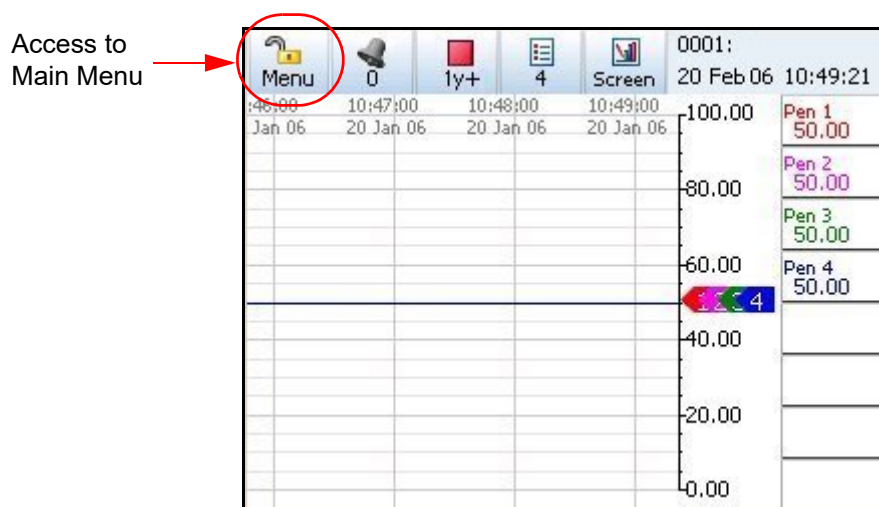 Access to
Main Menu
Menu
0
1y+
4
Screen
0001:
20 Feb 06 10:49:21
:46:00 10:47:00 10:48:00 10:49:00
Jan 06 20 Jan 06 20 Jan 06 20 Jan 06
100.00
80.00
60.00
40.00
20.00
0.00
4
Pen 1
50.00
Pen 2
50.00
Pen 3
50.00
Pen 4
50.00